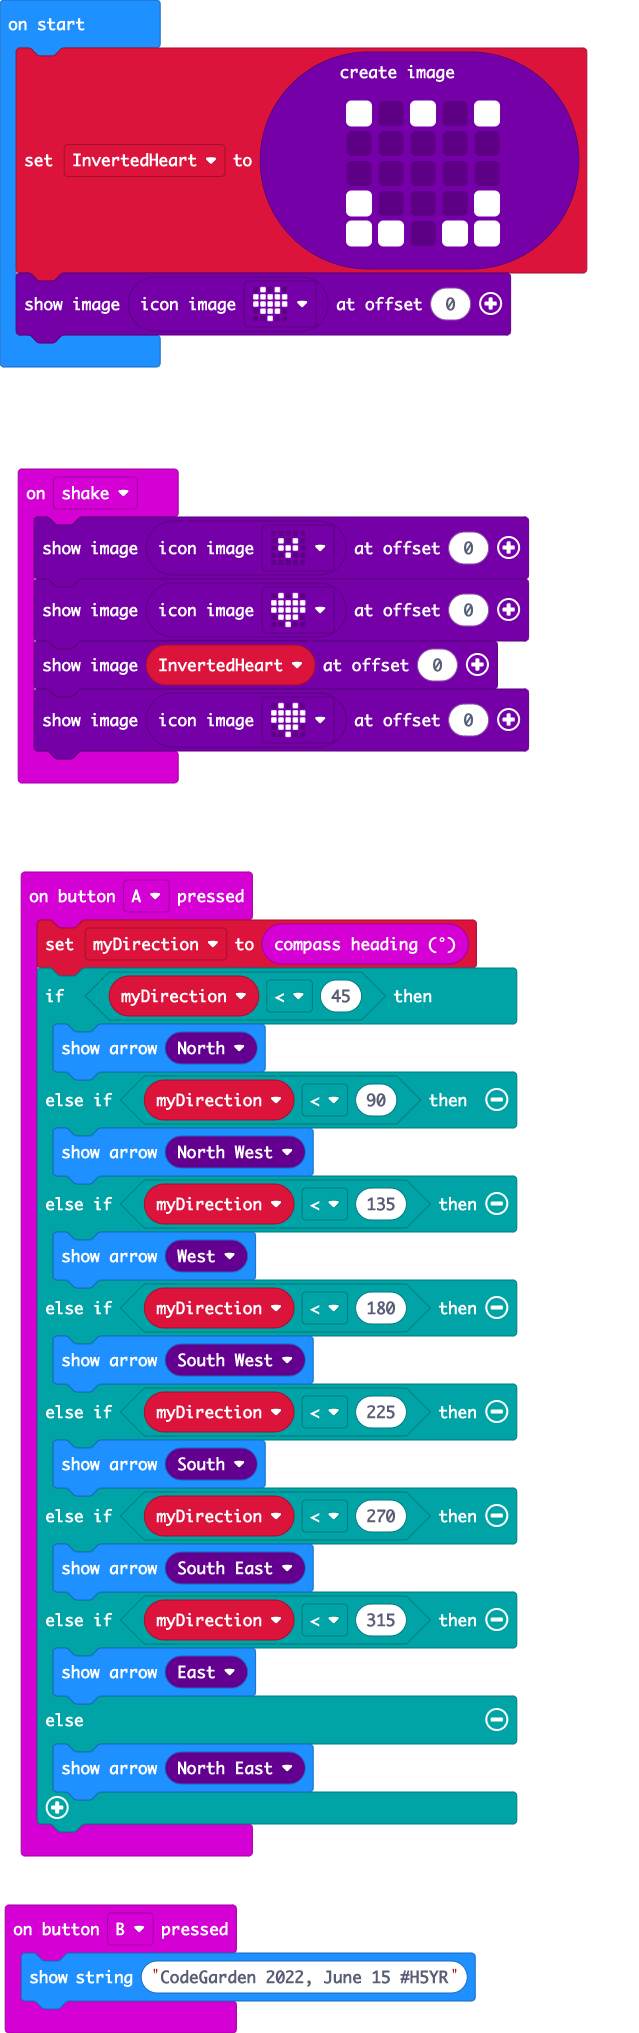 on start
create image
set InvertedHeart to
show image icon image at offset 0
on shake
show image icon image at offset 0
show image icon image at offset 0
show image InvertedHeart at offset 0
show image icon image at offset 0
on button A pressed
set myDirection to compass heading (°)
if myDirection < 45 then
show arrow North
else if myDirection < 90 then
show arrow North West
else if myDirection < 135 then
show arrow West
else if myDirection < 180 then
show arrow South West
else if myDirection < 225 then
show arrow South
else if myDirection < 270 then
show arrow South East
else if myDirection < 315 then
show arrow East
else
show arrow North East
on button B pressed
show string "CodeGarden 2022, June 15 #H5YR"